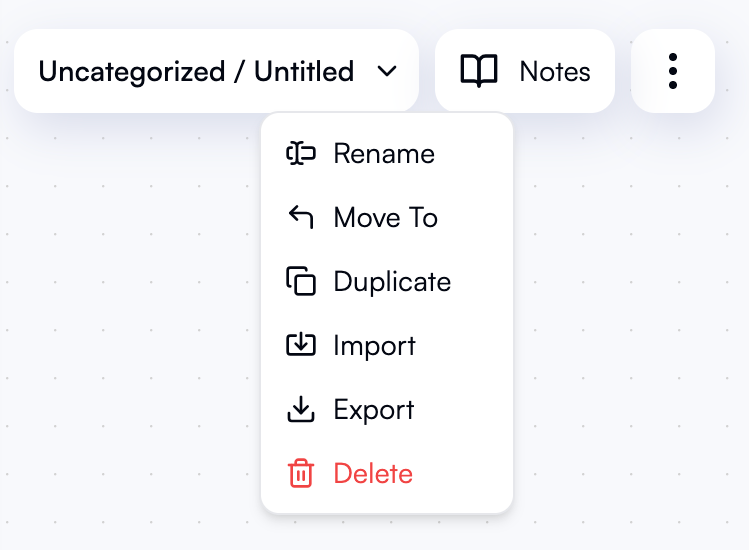 Uncategorized / Untitled
Notes
Rename
Move To
Duplicate
Import
Export
Delete